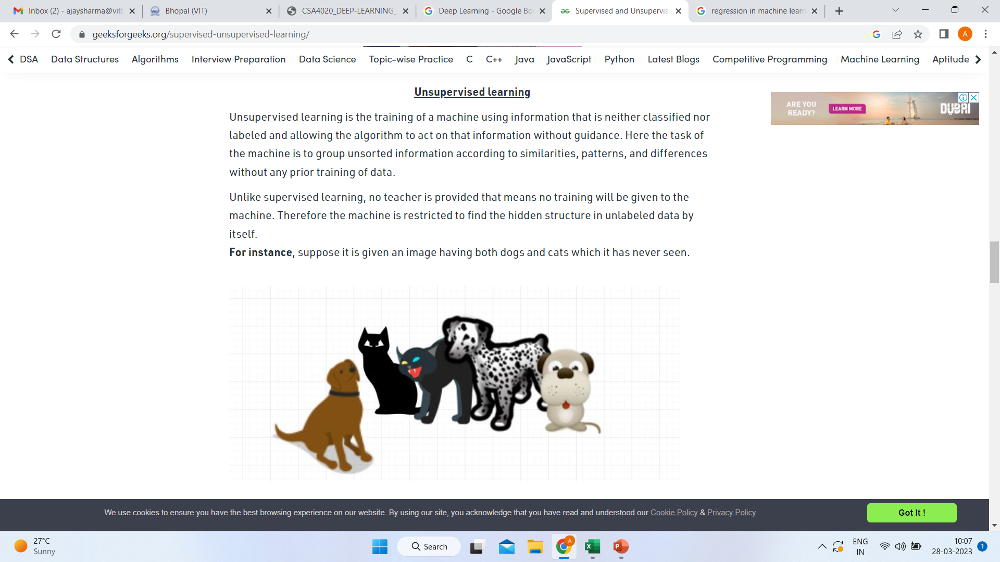 Inbox (2) - ajaysharma@vitb
Bhopal (VIT)
CSA4020_DEEP-LEARNING_
Deep Learning - Google Bo
Supervised and Unsupervise
regression in machine learn
geeksforgeeks.org/supervised-unsupervised-learning/
A
DSA Data Structures Algorithms Interview Preparation Data Science Topic-wise Practice C C++ Java JavaScript Python Latest Blogs Competitive Programming Machine Learning Aptitude
Unsupervised learning
ARE YOU
READY?
LEARN MORE
DUBAI
Unsupervised learning is the training of a machine using information that is neither classified nor
labeled and allowing the algorithm to act on that information without guidance. Here the task of
the machine is to group unsorted information according to similarities, patterns, and differences
without any prior training of data.
Unlike supervised learning, no teacher is provided that means no training will be given to the
machine. Therefore the machine is restricted to find the hidden structure in unlabeled data by
itself.
For instance, suppose it is given an image having both dogs and cats which it has never seen.
We use cookies to ensure you have the best browsing experience on our website. By using our site, you acknowledge that you have read and understood our Cookie Policy & Privacy Policy
Got It !
27°C
Sunny
Search
A
X
P
ENG
IN
10:07
28-03-2023
1